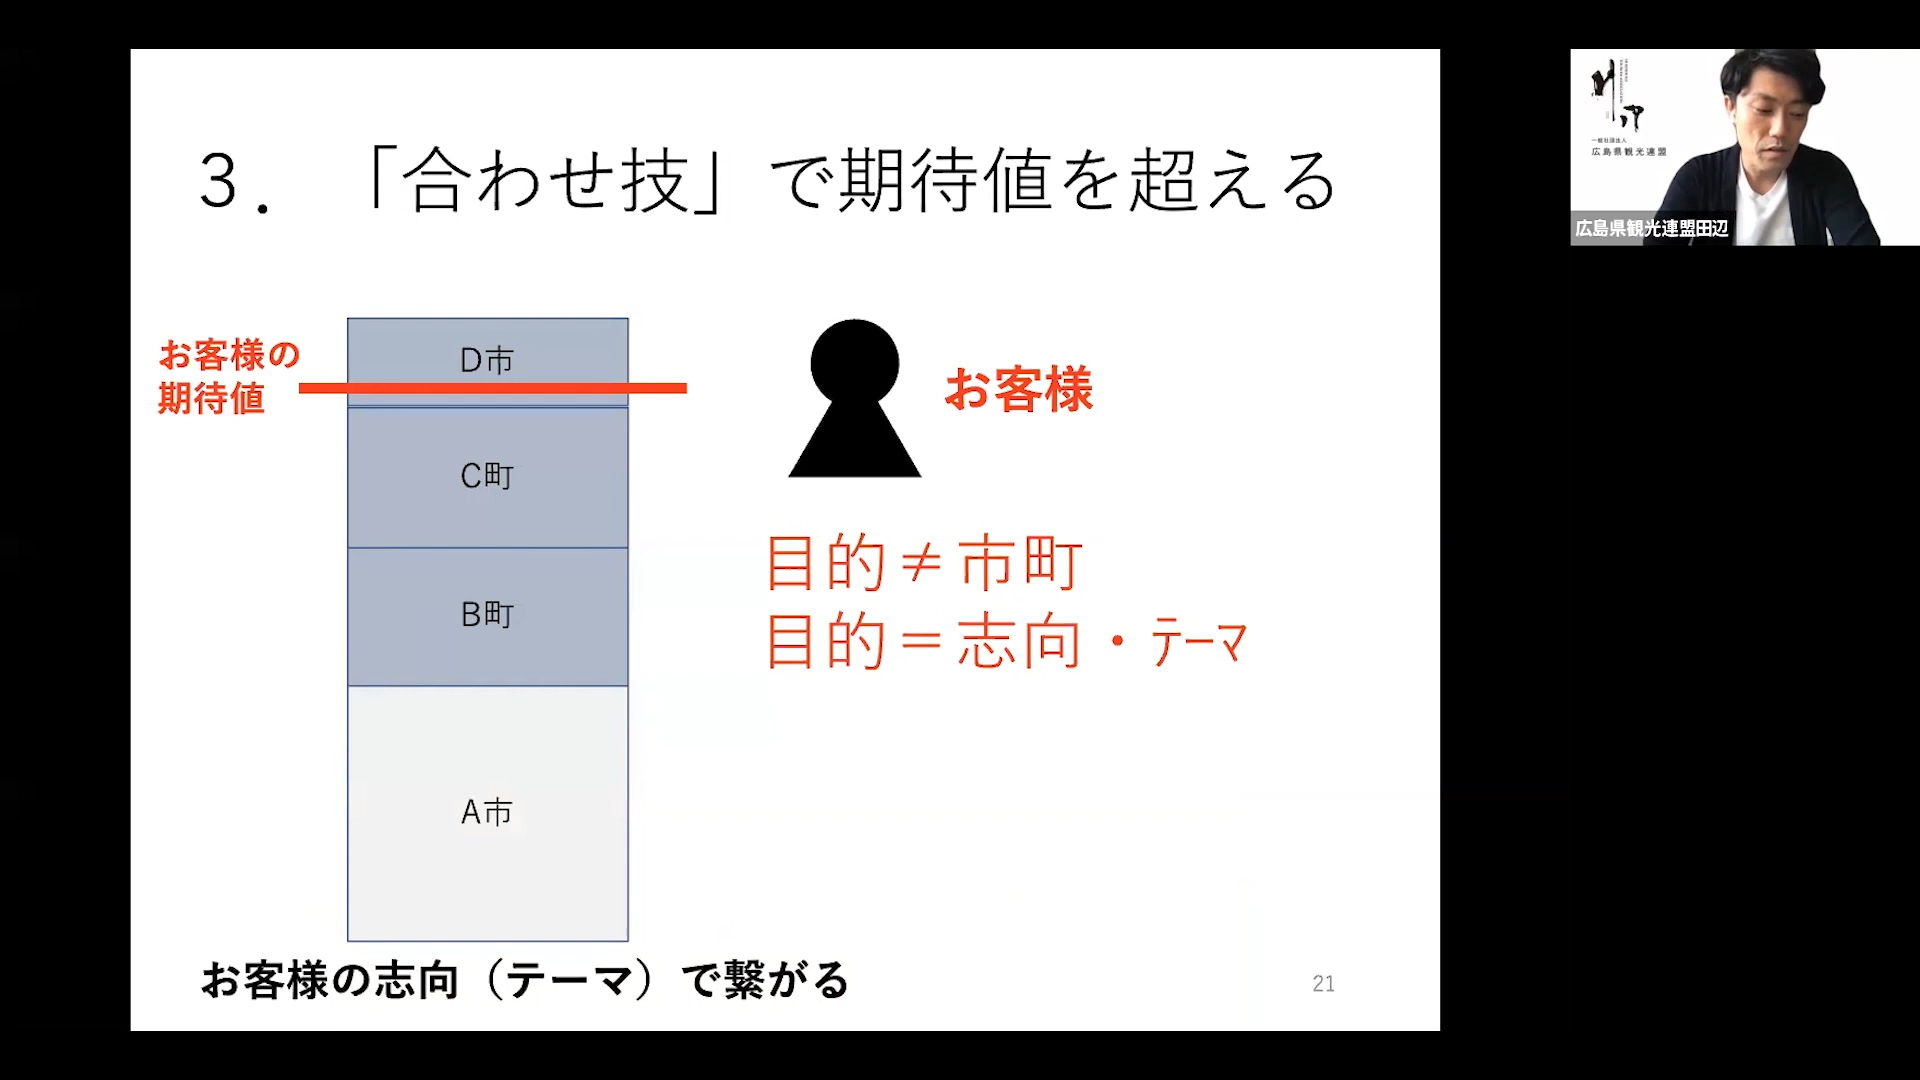 ３．「合わせ技」で期待値を超える
お客様の
期待値
D市
C町
B町
A市
お客様
目的≠市町
目的＝志向・ﾃｰﾏ
お客様の志向（テーマ）で繋がる
21
一般社団法人
広島県観光連盟
広島県観光連盟田辺